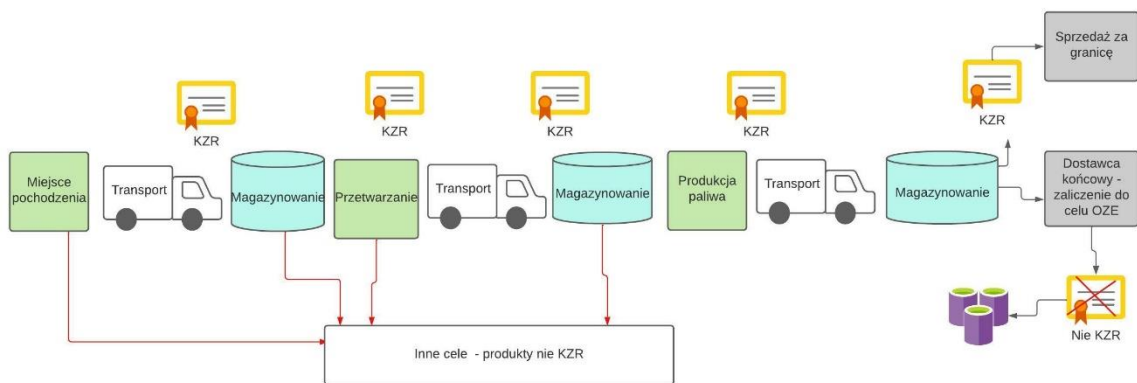 Sprzedaż za
granicę
KZR
KZR
KZR
KZR
KZR
Miejsce
pochodzenia
Transport
Magazynowanie
Przetwarzanie
Transport
Magazynowanie
Produkcja
paliwa
Transport
Magazynowanie
Dostawca
końcowy -
zaliczenie do
celu OZE
Nie KZR
Inne cele - produkty nie KZR